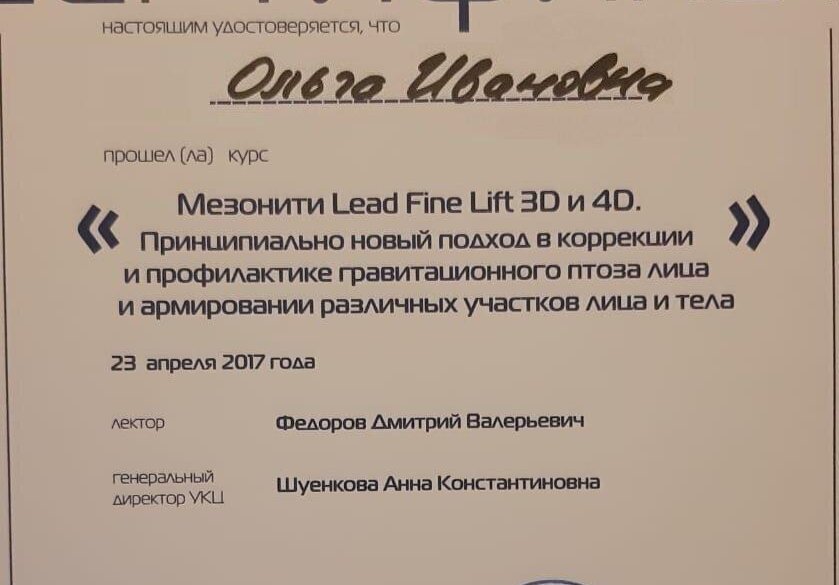 настоящим удостоверяется, что
Ольга Ивановна
прошел (ла) курс
« Мезонити Lead Fine Lift 3D и 4D. »
Принципиально новый подход в коррекции
и профилактике гравитационного птоза лица
и армировании различных участков лица и тела
23 апреля 2017 года
лектор Федоров Дмитрий Валерьевич
генеральный
директор УКЦ Шуенкова Анна Константиновна